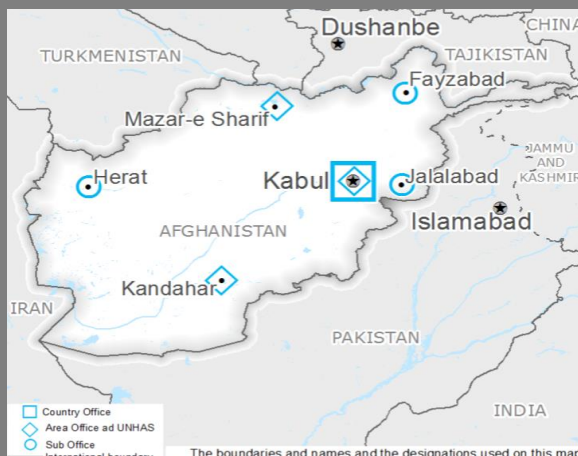 Dushanbe
CHINA
TURKMENISTAN
TAJIKISTAN
Fayzabad
Mazar-e Sharif
JAMMU
AND
KASHMIR
Herat
Kabul
Jalalabad
Islamabad
AFGHANISTAN
Kandahar
IRAN
PAKISTAN
INDIA
Country Office
Area Office ad UNHAS
Sub Office
International boundary
The boundaries and names and the designations used on this map